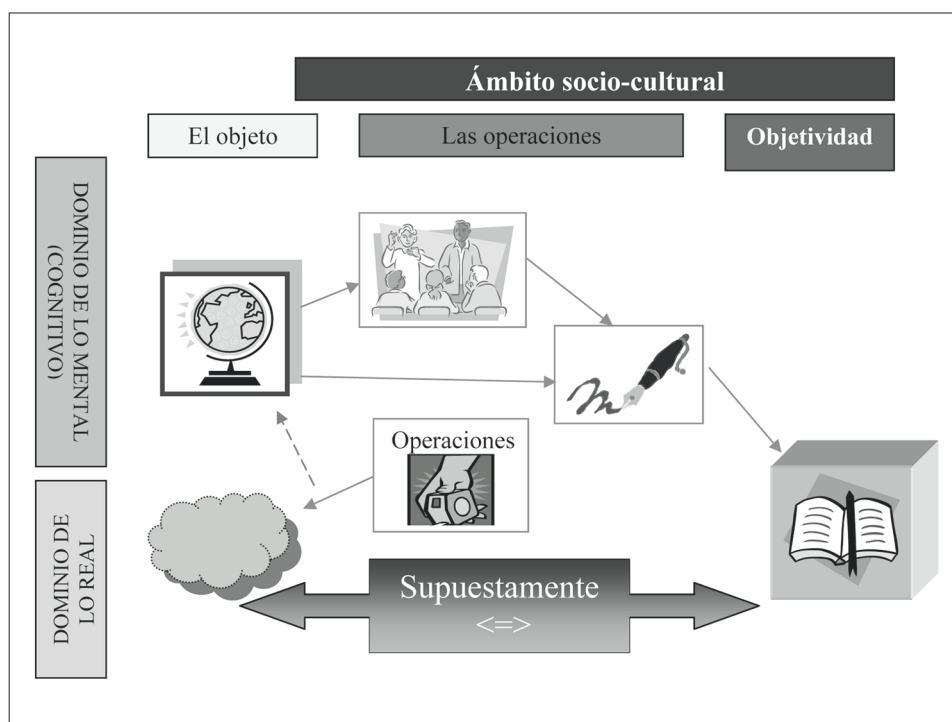 Ámbito socio-cultural
El objeto
Las operaciones
Objetividad
DOMINIO DE LO MENTAL
(COGNITIVO)
Operaciones
DOMINIO DE
LO REAL
Supuestamente
<=>